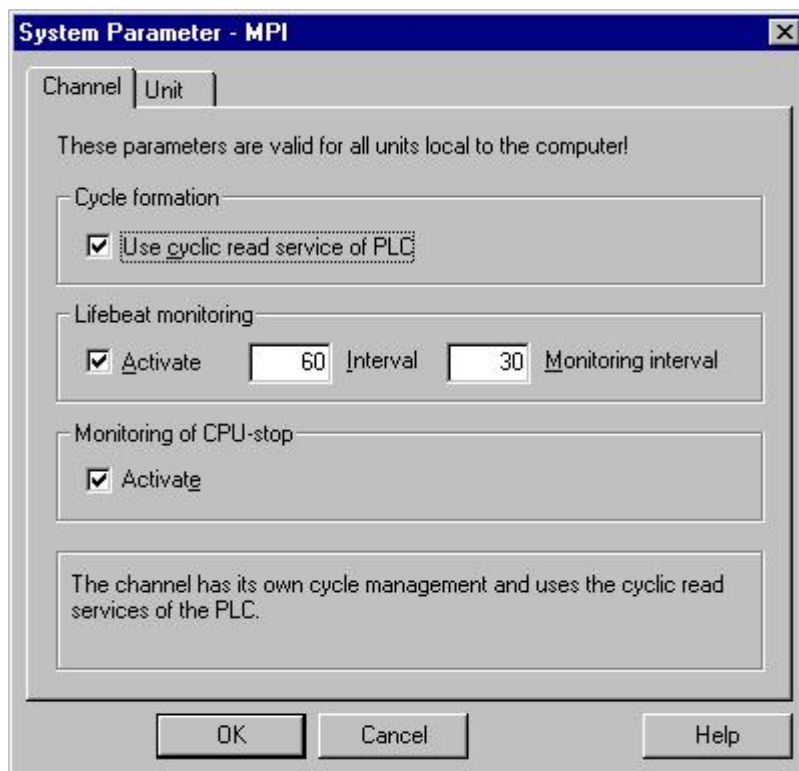 System Parameter - MPI
Channel Unit
These parameters are valid for all units local to the computer!
Cycle formation
Use cyclic read service of PLC
Lifebeat monitoring
Activate 60 Interval 30 Monitoring interval
Monitoring of CPU-stop
Activate
The channel has its own cycle management and uses the cyclic read
services of the PLC.
OK Cancel Help